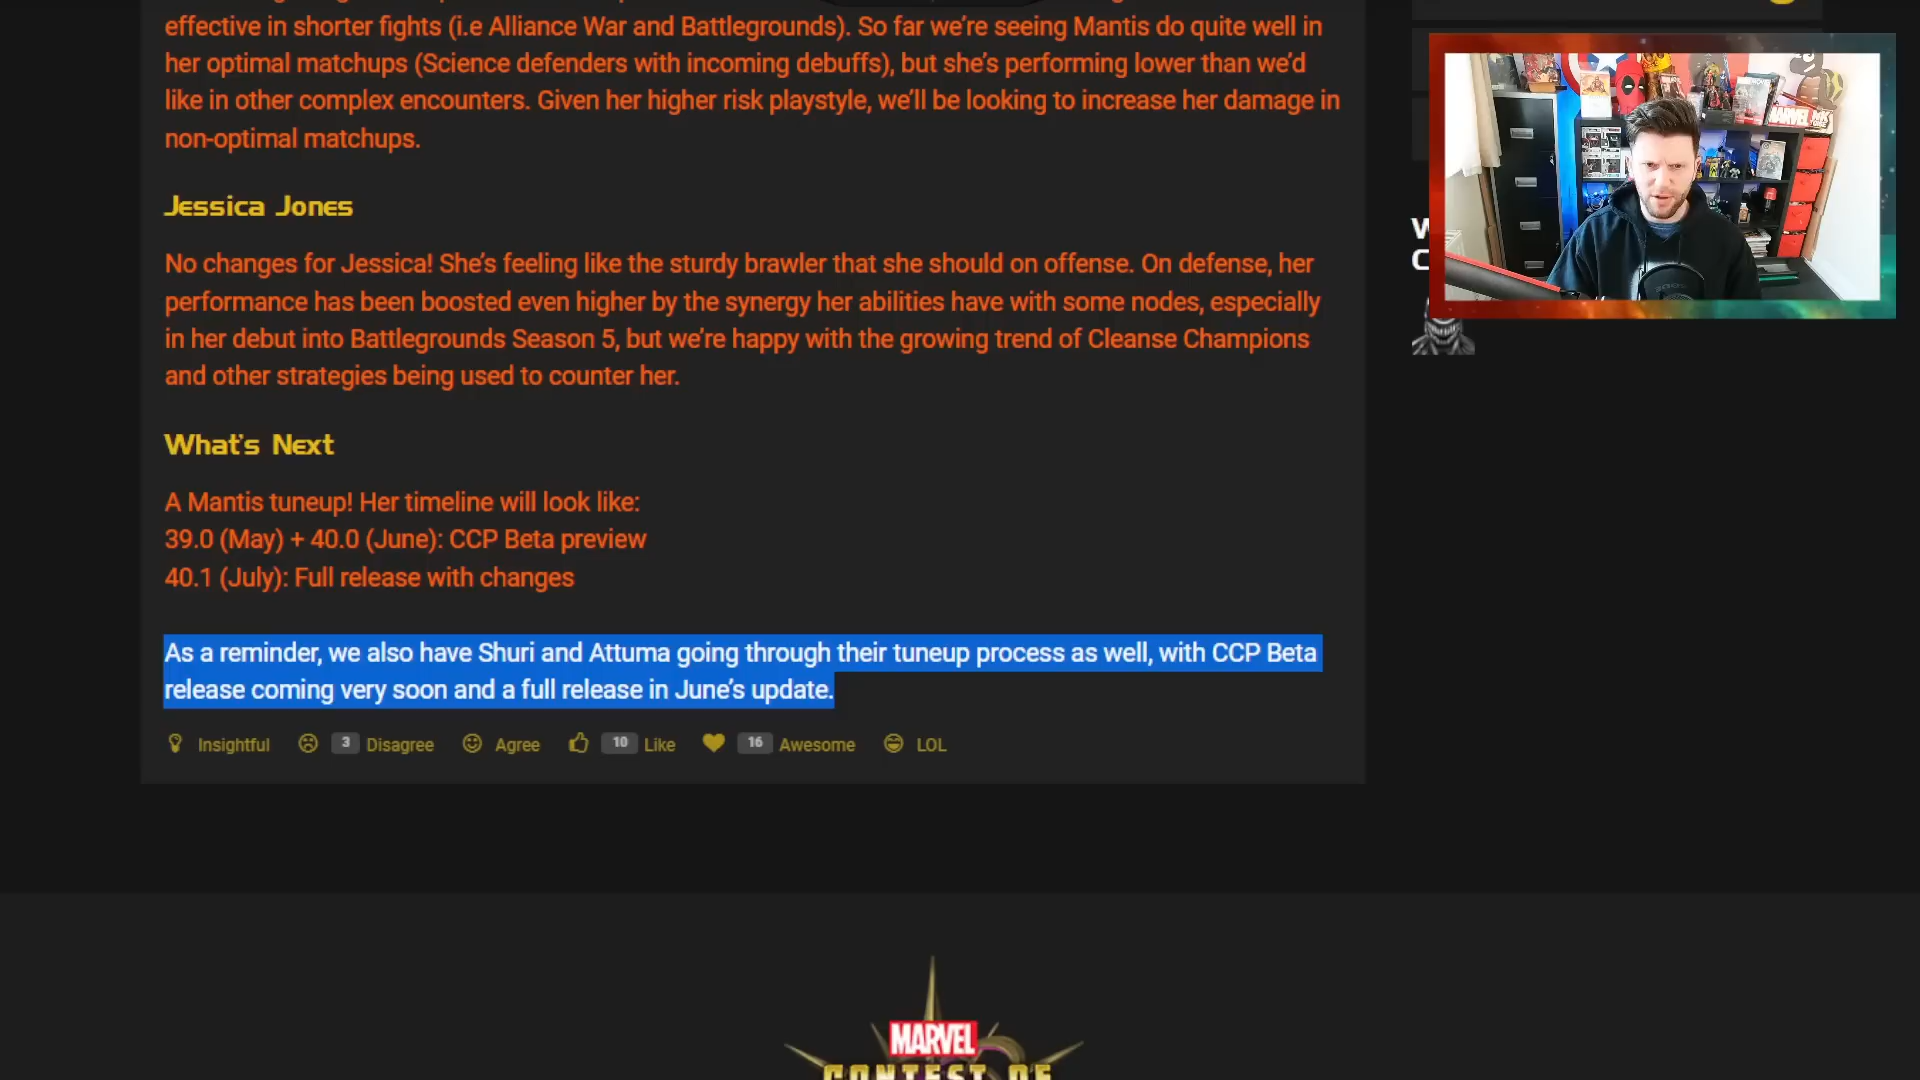 effective in shorter fights (i.e Alliance War and Battlegrounds). So far we're seeing Mantis do quite well in
her optimal matchups (Science defenders with incoming debuffs), but she's performing lower than we'd
like in other complex encounters. Given her higher risk playstyle, we'll be looking to increase her damage in
non-optimal matchups.
Jessica Jones
No changes for Jessica! She's feeling like the sturdy brawler that she should on offense. On defense, her
performance has been boosted even higher by the synergy her abilities have with some nodes, especially
in her debut into Battlegrounds Season 5, but we're happy with the growing trend of Cleanse Champions
and other strategies being used to counter her.
What's Next
A Mantis tuneup! Her timeline will look like:
39.0 (May) + 40.0 (June): CCP Beta preview
40.1 (July): Full release with changes
As a reminder, we also have Shuri and Attuma going through their tuneup process as well, with CCP Beta
release coming very soon and a full release in June's update.
Insightful 3 Disagree Agree 10 Like 16 Awesome LOL
MARVEL
CONTEST OF
MARVEL